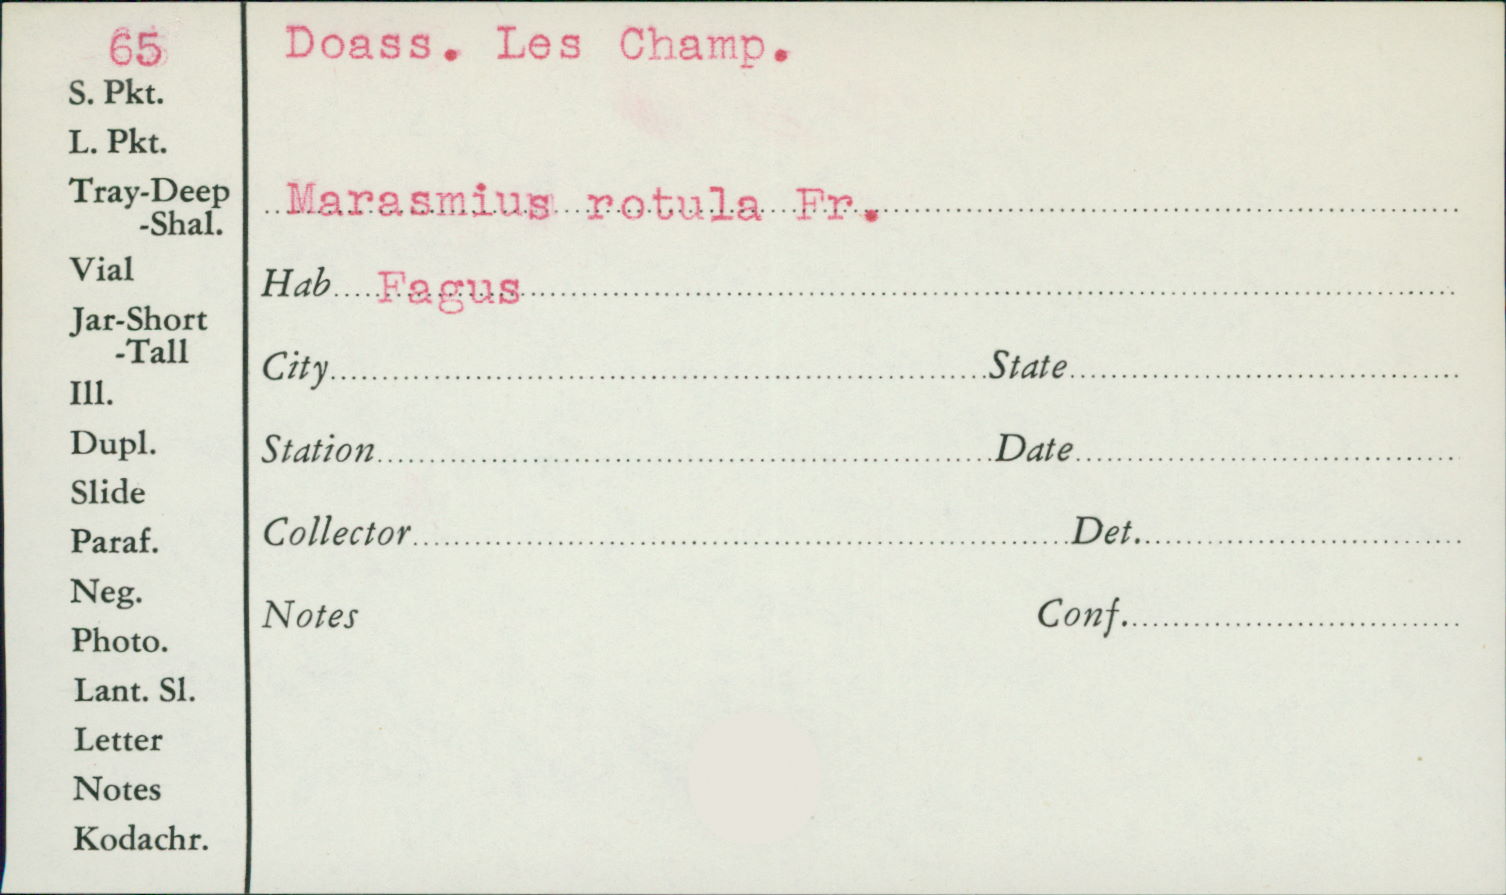 65
S. Pkt.
L. Pkt.
Tray-Deep
-Shal.
Vial
Jar-Short
-Tall
Ill.
Dupl.
Slide
Paraf.
Neg.
Photo.
Lant. Sl.
Letter
Notes
Kodachr.
Doass. Les Champ.
Marasmius rotula Fr.
Hab Fagus
City State
Station Date
Collector Det.
Notes Conf.